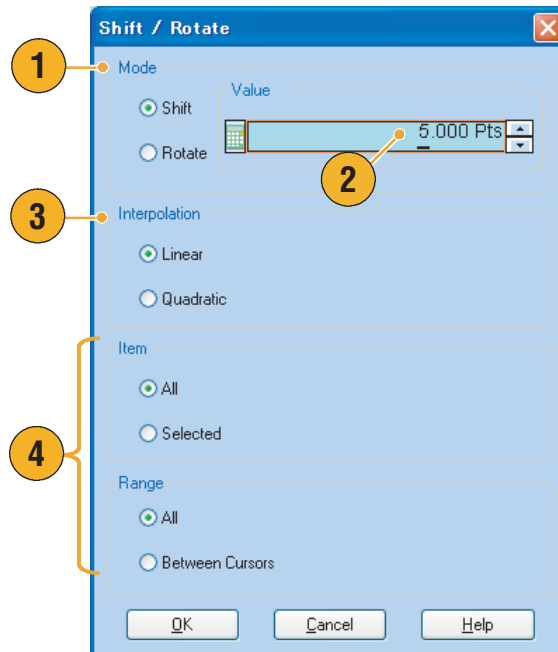 Shift / Rotate
1
Mode
Value
Shift
5.000 Pts
Rotate
2
3
Interpolation
Linear
Quadratic
4
Item
All
Selected
Range
All
Between Cursors
OK Cancel Help